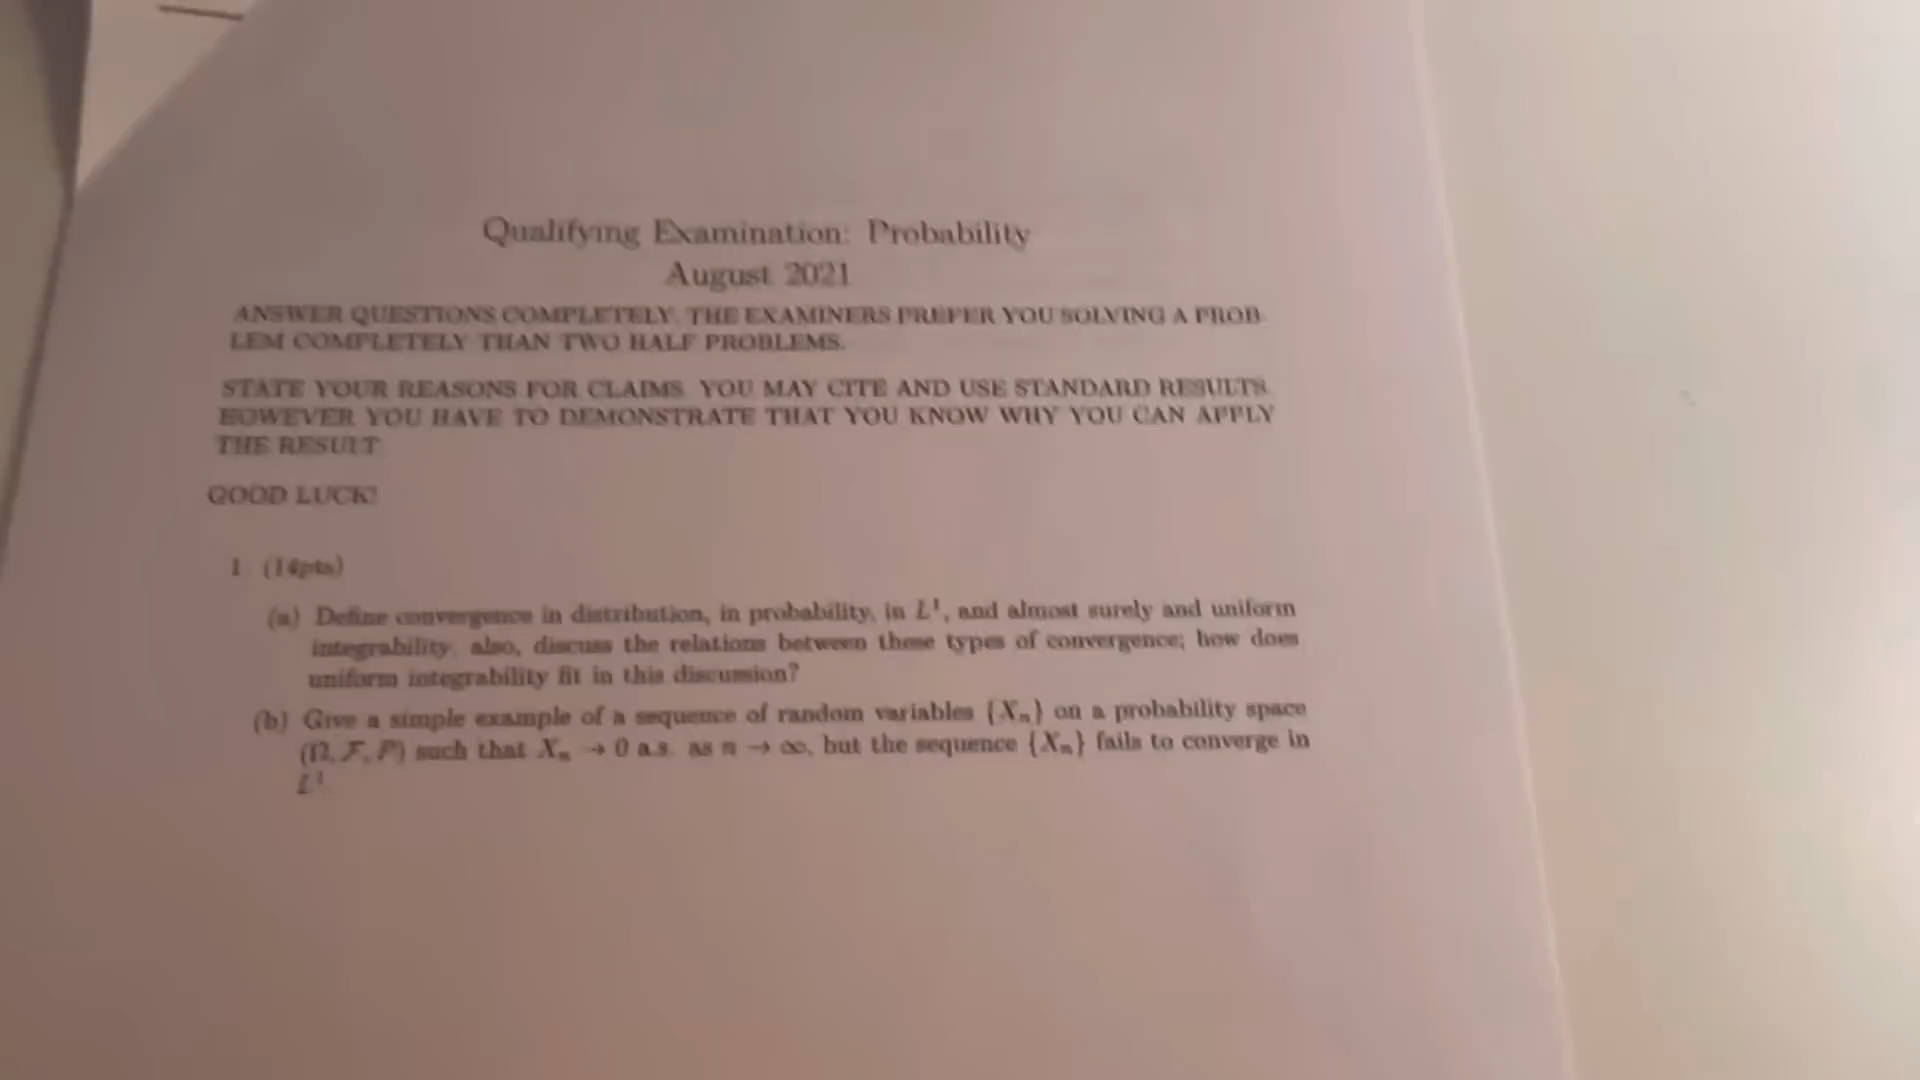 Qualifying Examination: Probability
August 2021
ANSWER QUESTIONS COMPLETELY. THE EXAMINERS PREFER YOU SOLVING A PROB-
LEM COMPLETELY THAN TWO HALF PROBLEMS.
STATE YOUR REASONS FOR CLAIMS. YOU MAY CITE AND USE STANDARD RESULTS.
HOWEVER YOU HAVE TO DEMONSTRATE THAT YOU KNOW WHY YOU CAN APPLY
THE RESULT.
GOOD LUCK!
1. (14pts)
(a) Define convergence in distribution, in probability, in L¹, and almost surely and uniform
integrability; also, discuss the relations between these types of convergence; how does
uniform integrability fit in this discussion?
(b) Give a simple example of a sequence of random variables {Xₙ} on a probability space
(Ω, F, P) such that Xₙ → 0 a.s. as n → ∞, but the sequence {Xₙ} fails to converge in
L¹.